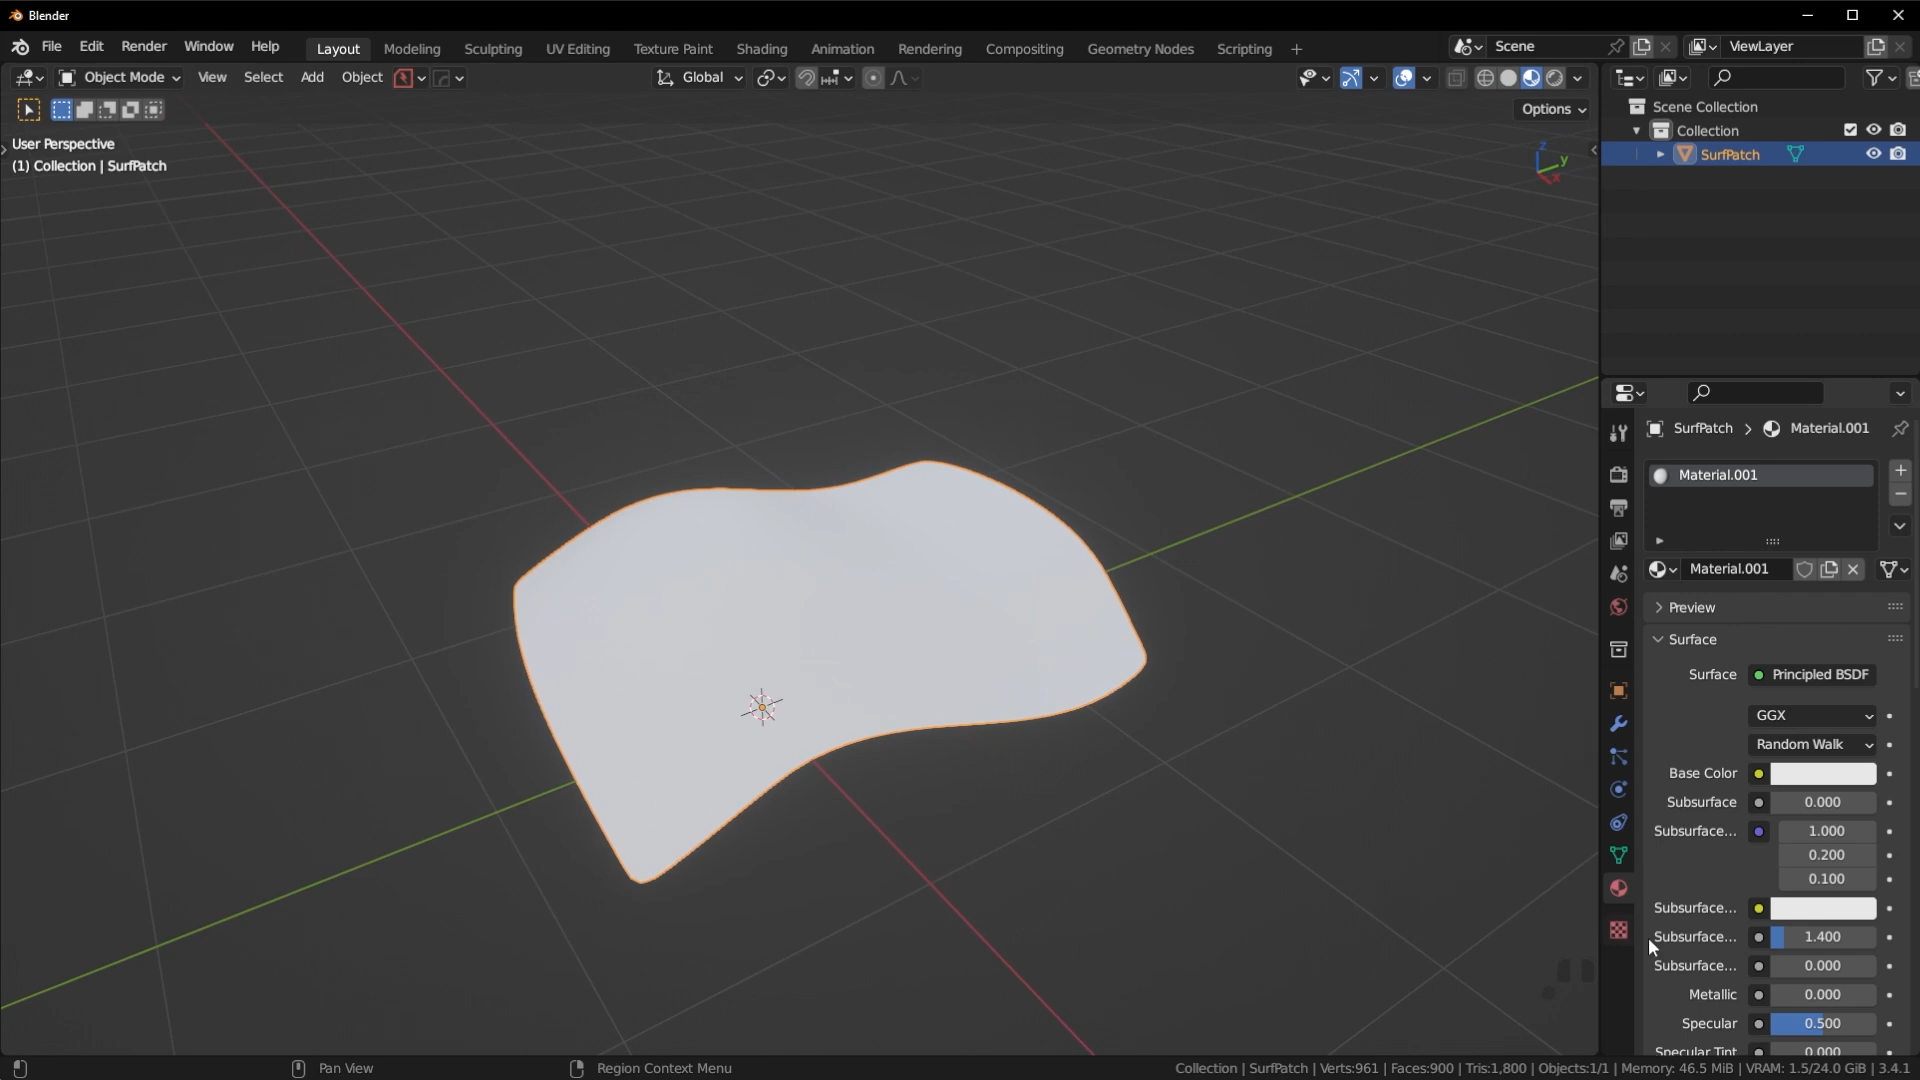 Blender
File Edit Render Window Help Layout Modeling Sculpting UV Editing Texture Paint Shading Animation Rendering Compositing Geometry Nodes Scripting + Scene ViewLayer
Object Mode View Select Add Object Global
Options
User Perspective
(1) Collection | SurfPatch
Z
Y
X
Scene Collection
Collection
SurfPatch
SurfPatch > Material.001
Material.001
Material.001
Preview
Surface
Surface Principled BSDF
GGX
Random Walk
Base Color
Subsurface 0.000
Subsurface... 1.000
0.200
0.100
Subsurface...
Subsurface... 1.400
Subsurface... 0.000
Metallic 0.000
Specular 0.500
Specular Tint 0.000
Pan View Region Context Menu Collection | SurfPatch | Verts:961 | Faces:900 | Tris:1,800 | Objects:1/1 | Memory: 46.5 MiB | VRAM: 1.5/24.0 GiB | 3.4.1